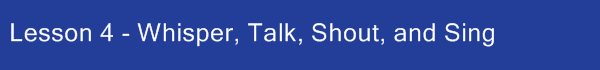 Lesson 4 - Whisper, Talk, Shout, and Sing